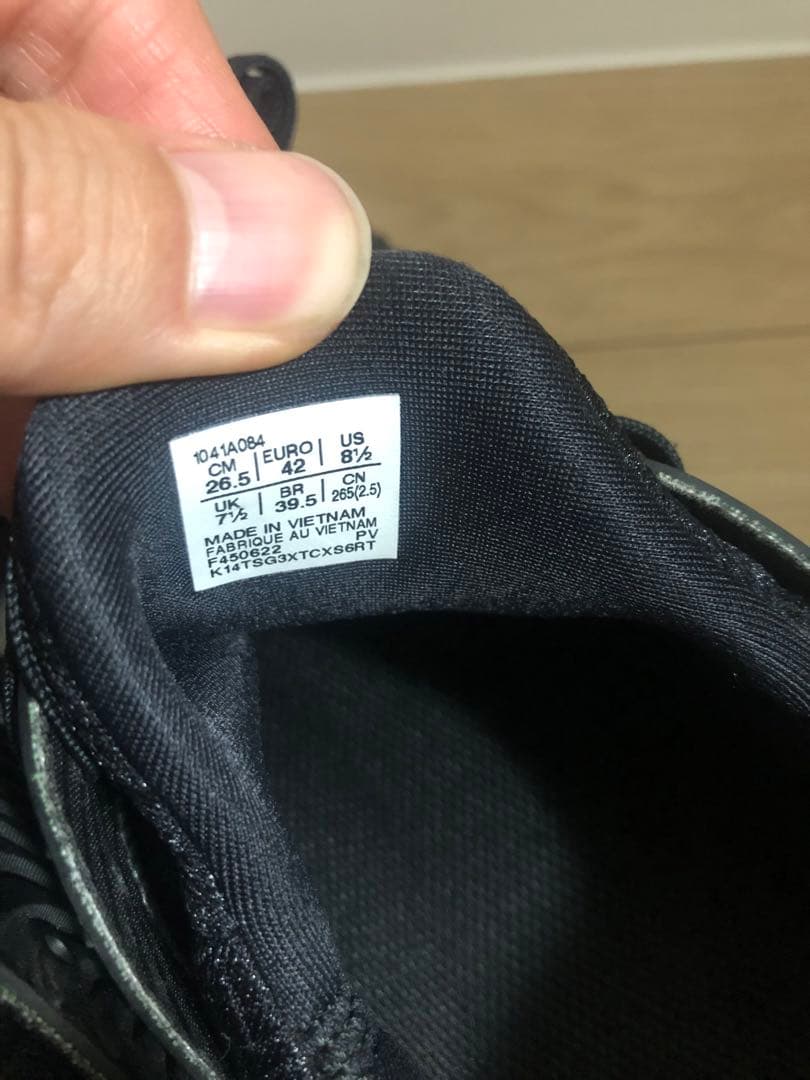 1041A084
CM 26.5 | EURO 42 | US 8½
UK 7½ | BR 39.5 | CN 265(2.5)
MADE IN VIETNAM
FABRIQUE AU VIETNAM
F450622 PV
K14TSG3XTCXS6RT